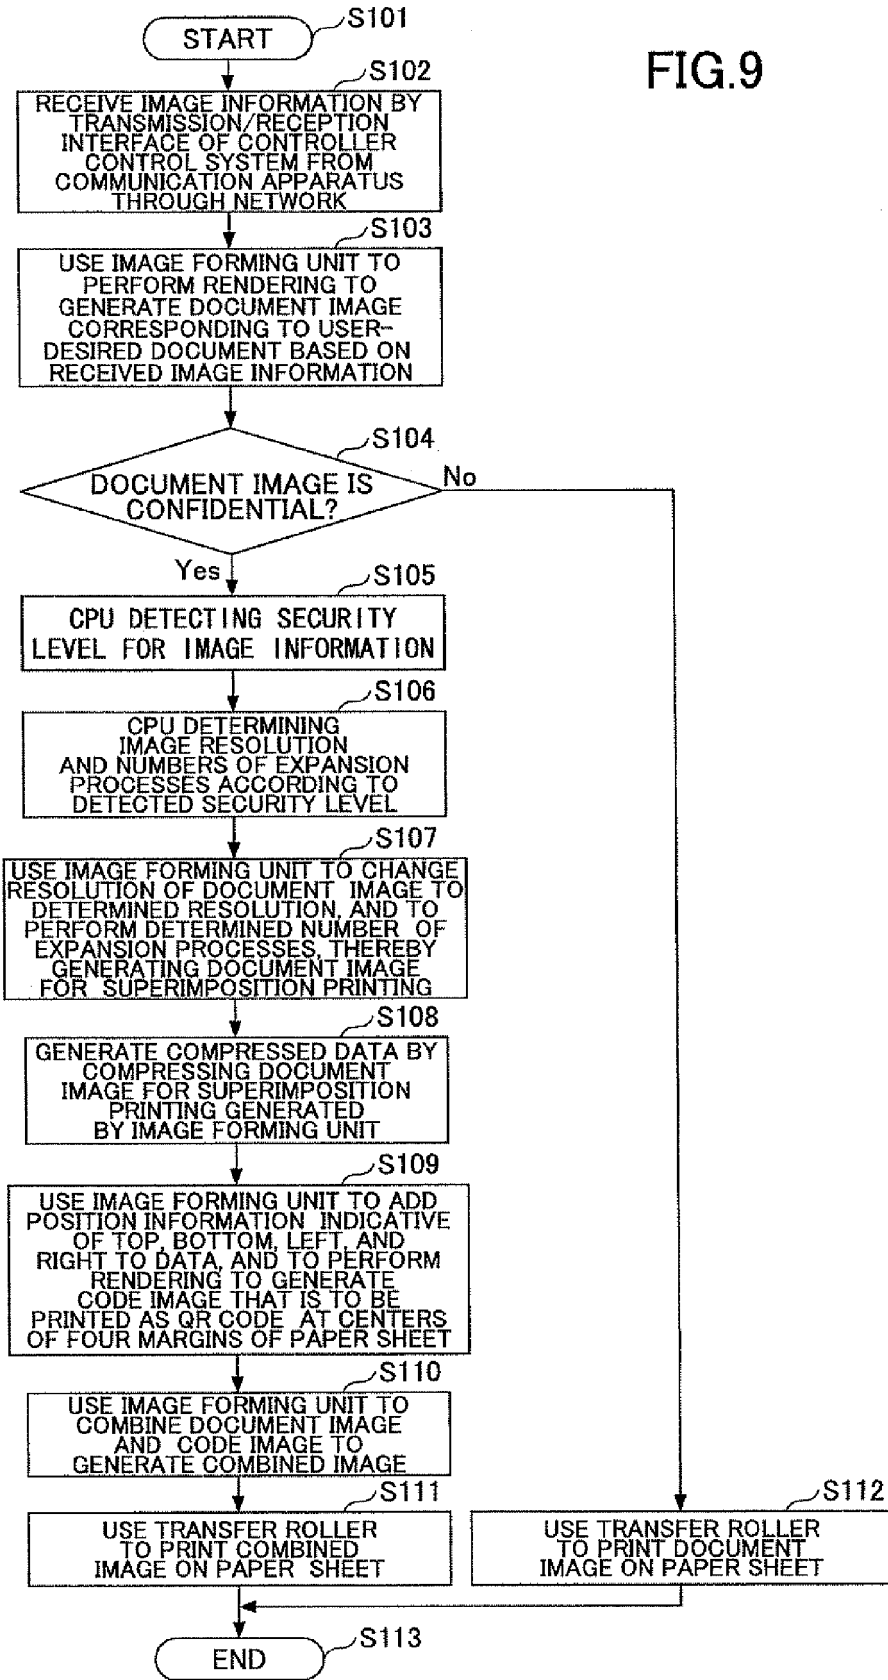 FIG.9
S101
START
S102
RECEIVE IMAGE INFORMATION BY
TRANSMISSION/RECEPTION
INTERFACE OF CONTROLLER
CONTROL SYSTEM FROM
COMMUNICATION APPARATUS
THROUGH NETWORK
S103
USE IMAGE FORMING UNIT TO
PERFORM RENDERING TO
GENERATE DOCUMENT IMAGE
CORRESPONDING TO USER-
DESIRED DOCUMENT BASED ON
RECEIVED IMAGE INFORMATION
S104
DOCUMENT IMAGE IS
CONFIDENTIAL?
No
Yes
S105
CPU DETECTING SECURITY
LEVEL FOR IMAGE INFORMATION
S106
CPU DETERMINING
IMAGE RESOLUTION
AND NUMBERS OF EXPANSION
PROCESSES ACCORDING TO
DETECTED SECURITY LEVEL
S107
USE IMAGE FORMING UNIT TO CHANGE
RESOLUTION OF DOCUMENT IMAGE TO
DETERMINED RESOLUTION, AND TO
PERFORM DETERMINED NUMBER OF
EXPANSION PROCESSES, THEREBY
GENERATING DOCUMENT IMAGE
FOR SUPERIMPOSITION PRINTING
S108
GENERATE COMPRESSED DATA BY
COMPRESSING DOCUMENT
IMAGE FOR SUPERIMPOSITION
PRINTING GENERATED
BY IMAGE FORMING UNIT
S109
USE IMAGE FORMING UNIT TO ADD
POSITION INFORMATION INDICATIVE
OF TOP, BOTTOM, LEFT, AND
RIGHT TO DATA, AND TO PERFORM
RENDERING TO GENERATE
CODE IMAGE THAT IS TO BE
PRINTED AS QR CODE AT CENTERS
OF FOUR MARGINS OF PAPER SHEET
S110
USE IMAGE FORMING UNIT TO
COMBINE DOCUMENT IMAGE
AND CODE IMAGE TO
GENERATE COMBINED IMAGE
S111
USE TRANSFER ROLLER
TO PRINT COMBINED
IMAGE ON PAPER SHEET
S112
USE TRANSFER ROLLER
TO PRINT DOCUMENT
IMAGE ON PAPER SHEET
S113
END